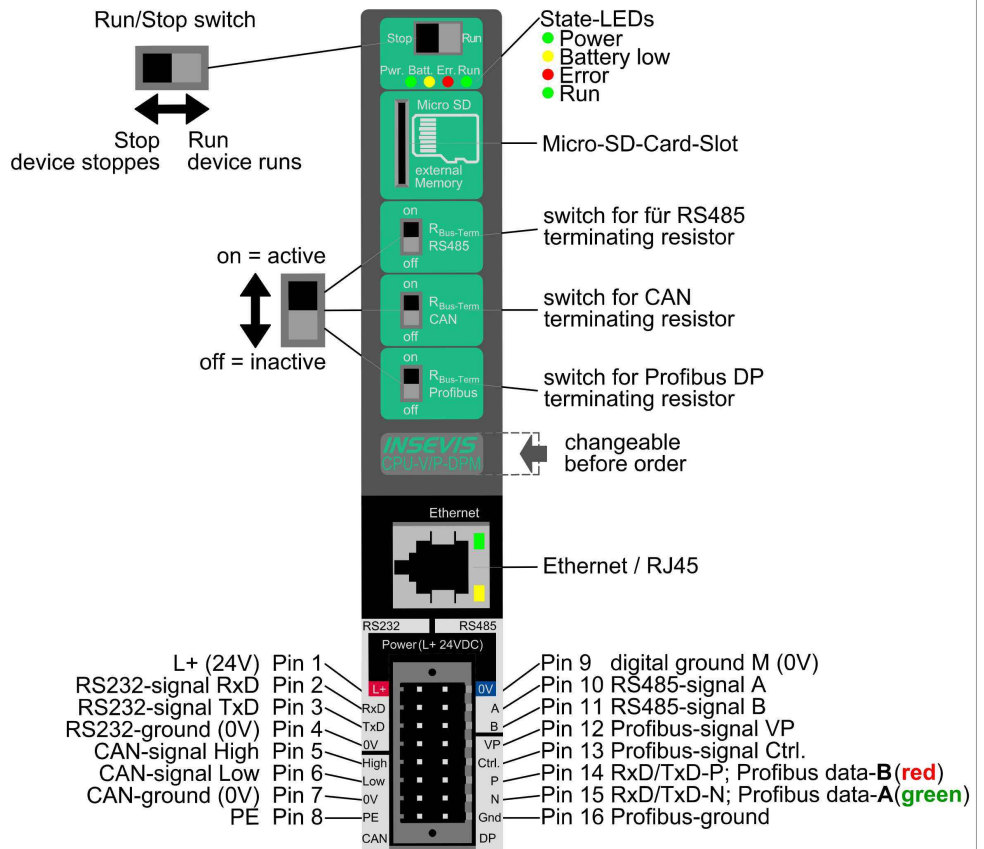 Run/Stop switch
Stop
device stoppes
Run
device runs
Stop
Run
Pwr. Batt. Err. Run
State-LEDs
Power
Battery low
Error
Run
Micro SD
external
Memory
Micro-SD-Card-Slot
on
RBus-Term
RS485
off
switch for für RS485
terminating resistor
on = active
off = inactive
on
RBus-Term
CAN
off
switch for CAN
terminating resistor
on
RBus-Term
Profibus
off
switch for Profibus DP
terminating resistor
INSEVIS
CPU-V/P-DPM
changeable
before order
Ethernet
Ethernet / RJ45
RS232
RS485
Power(L+ 24VDC)
L+ (24V) Pin 1
RS232-signal RxD Pin 2
RS232-signal TxD Pin 3
RS232-ground (0V) Pin 4
CAN-signal High Pin 5
CAN-signal Low Pin 6
CAN-ground (0V) Pin 7
PE Pin 8
L+
RxD
TxD
0V
High
Low
0V
PE
CAN
0V
A
B
VP
Ctrl.
P
N
Gnd
DP
Pin 9 digital ground M (0V)
Pin 10 RS485-signal A
Pin 11 RS485-signal B
Pin 12 Profibus-signal VP
Pin 13 Profibus-signal Ctrl.
Pin 14 RxD/TxD-P; Profibus data-B(red)
Pin 15 RxD/TxD-N; Profibus data-A(green)
Pin 16 Profibus-ground